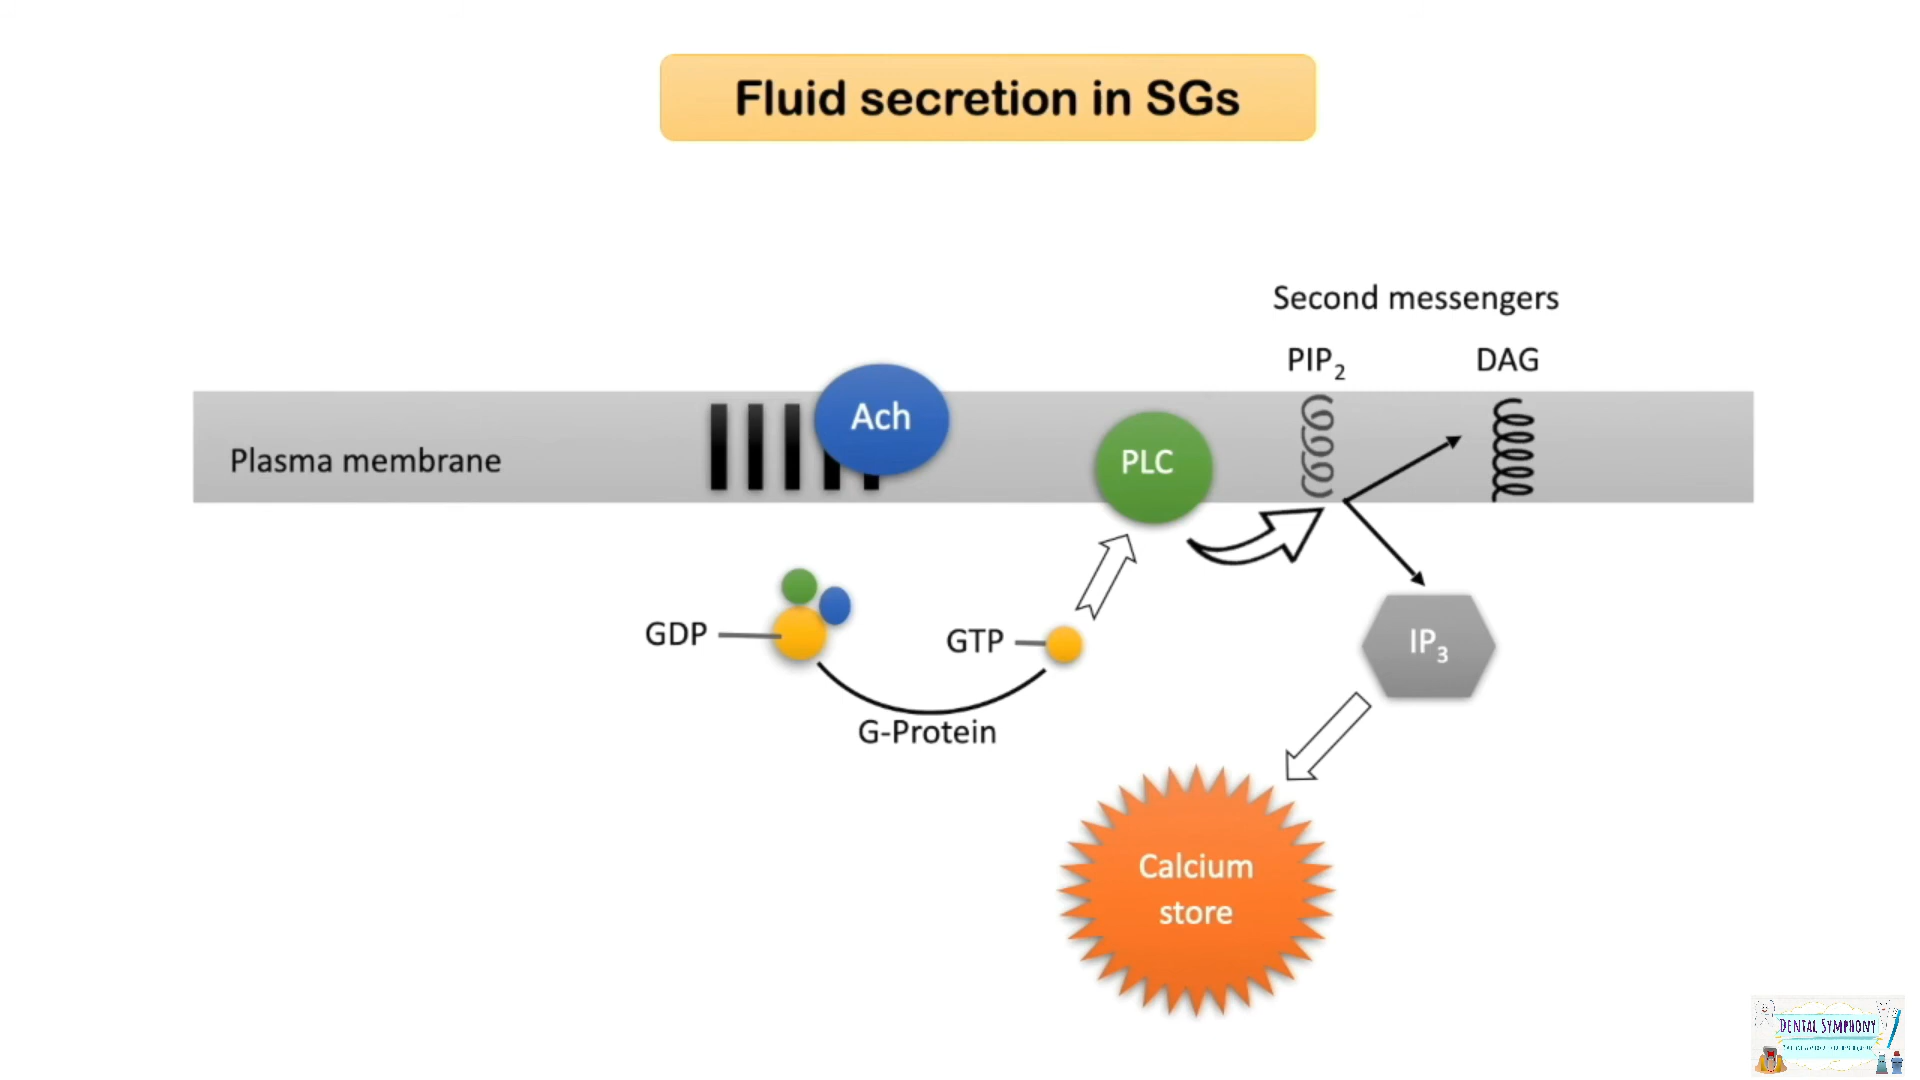 Fluid secretion in SGs
Second messengers
PIP2
DAG
Ach
Plasma membrane
PLC
GDP
GTP
IP3
G-Protein
Calcium
store
DENTAL SYMPHONY